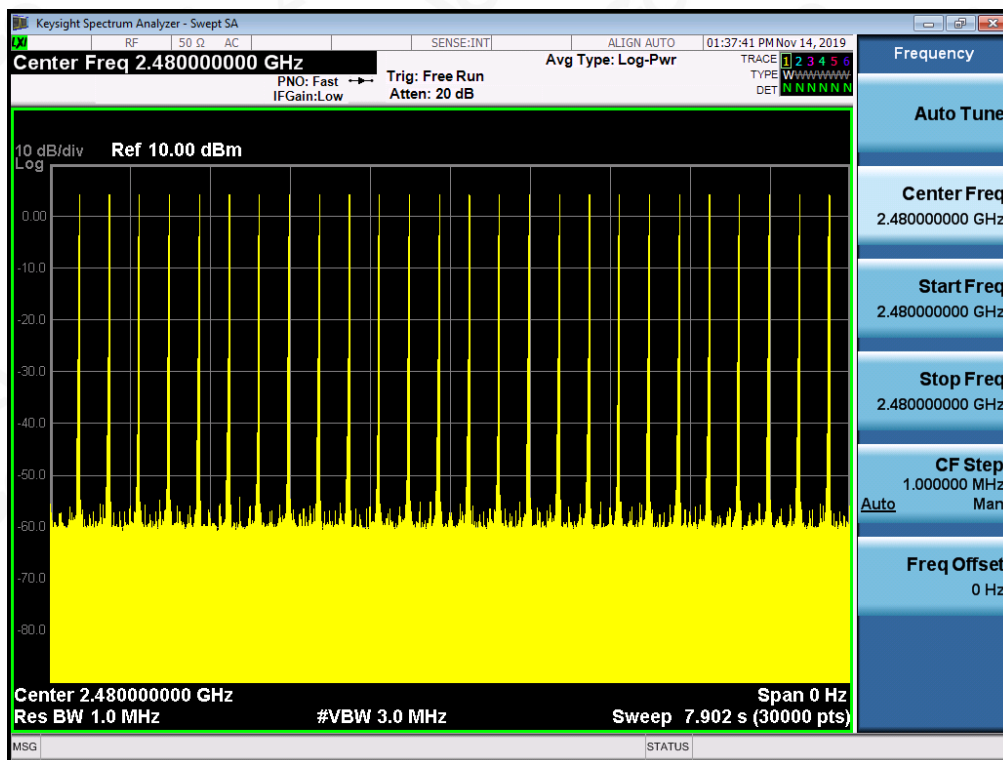 Keysight Spectrum Analyzer - Swept SA
LXI RF 50 Ω AC SENSE:INT ALIGN AUTO 01:37:41 PM Nov 14, 2019
Center Freq 2.480000000 GHz
PNO: Fast
IFGain:Low
Trig: Free Run
Atten: 20 dB
Avg Type: Log-Pwr
TRACE 1 2 3 4 5 6
TYPE WWWWWW
DET N N N N N N
10 dB/div Ref 10.00 dBm
Log
0.00
-10.0
-20.0
-30.0
-40.0
-50.0
-60.0
-70.0
-80.0
Center 2.480000000 GHz Span 0 Hz
Res BW 1.0 MHz #VBW 3.0 MHz Sweep 7.902 s (30000 pts)
MSG STATUS
Frequency
Auto Tune
Center Freq
2.480000000 GHz
Start Freq
2.480000000 GHz
Stop Freq
2.480000000 GHz
CF Step
1.000000 MHz
Auto Man
Freq Offset
0 Hz